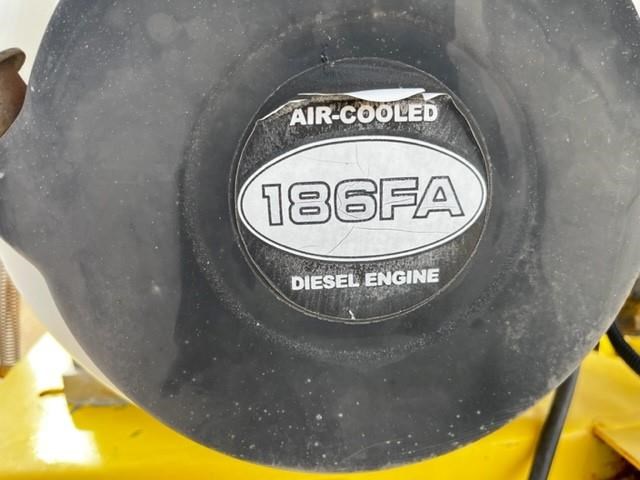 AIR-COOLED
186FA
DIESEL ENGINE